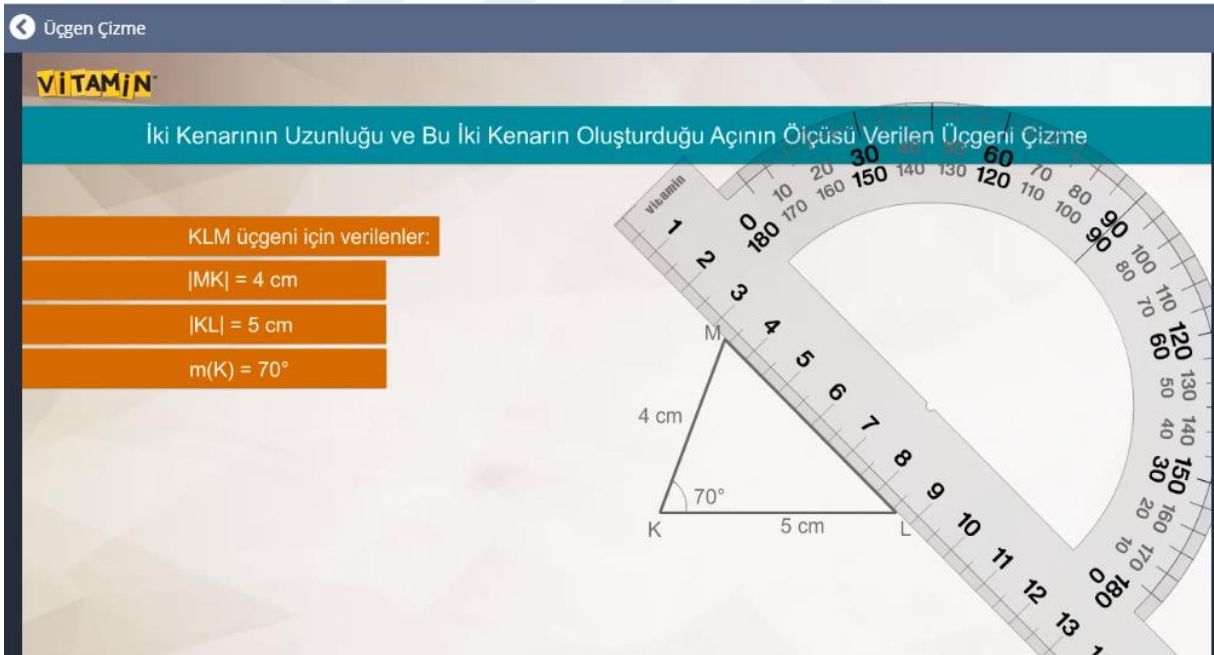 Üçgen Çizme
VİTAMİN
İki Kenarının Uzunluğu ve Bu İki Kenarın Oluşturduğu Açının Ölçüsü Verilen Üçgeni Çizme
KLM üçgeni için verilenler:
|MK| = 4 cm
|KL| = 5 cm
m(K) = 70°
vitamin
1 2 3 4 5 6 7 8 9 10 11 12 13
0 10 20 30 60 70 80 90 100 110 120 130 140 150 160 170 180
180 170 160 150 140 130 120 110 100 90 80 70 60 50 40 30 20 10 0
M
4 cm
70°
K
5 cm
L